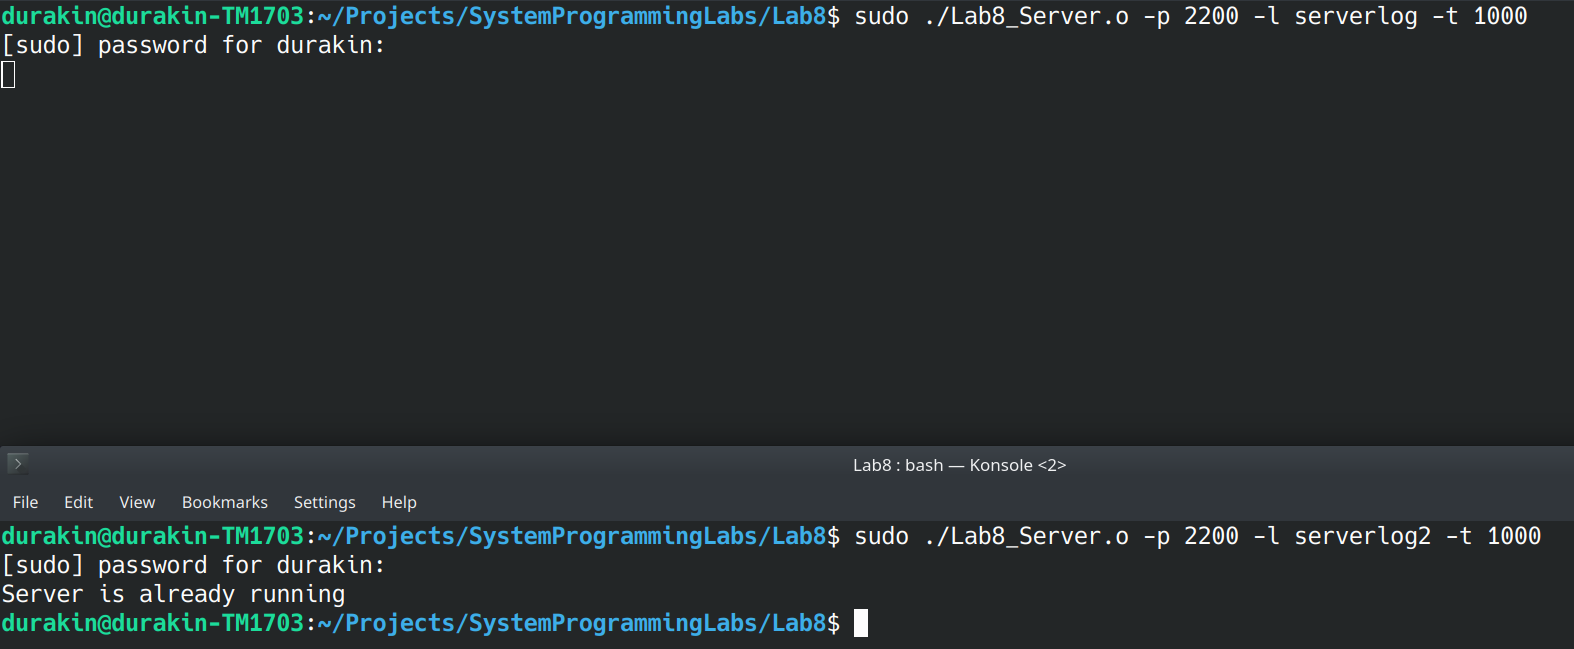 durakin@durakin-TM1703:~/Projects/SystemProgrammingLabs/Lab8$ sudo ./Lab8_Server.o -p 2200 -l serverlog -t 1000
[sudo] password for durakin:
Lab8 : bash — Konsole <2>
File Edit View Bookmarks Settings Help
durakin@durakin-TM1703:~/Projects/SystemProgrammingLabs/Lab8$ sudo ./Lab8_Server.o -p 2200 -l serverlog2 -t 1000
[sudo] password for durakin:
Server is already running
durakin@durakin-TM1703:~/Projects/SystemProgrammingLabs/Lab8$